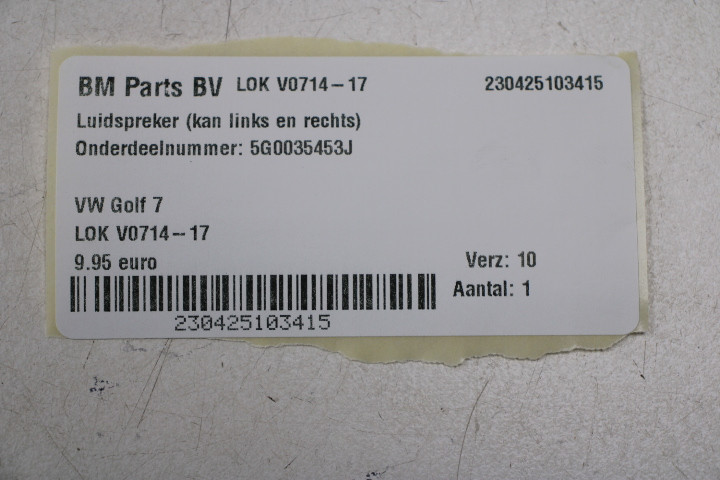 BM Parts BV LOK V0714-17 230425103415
Luidspreker (kan links en rechts)
Onderdeelnummer: 5G0035453J
VW Golf 7
LOK V0714-17
9.95 euro Verz: 10
Aantal: 1
230425103415